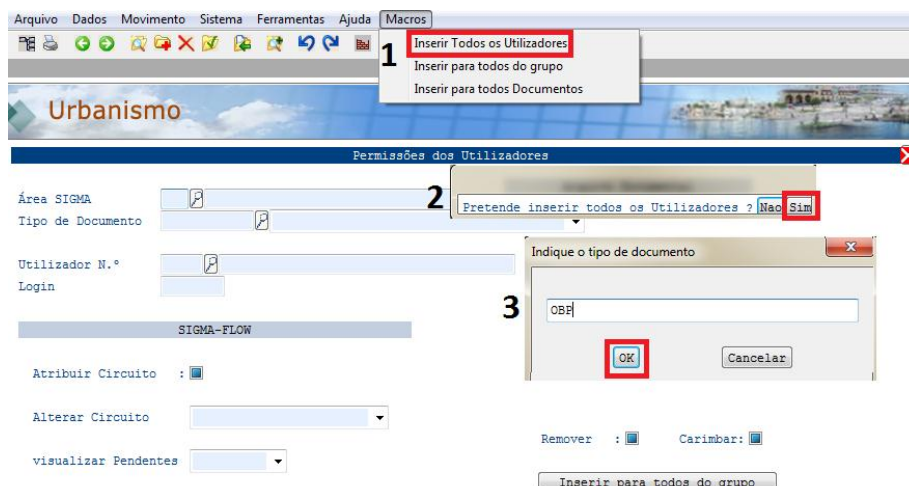 Arquivo Dados Movimento Sistema Ferramentas Ajuda Macros
1
Inserir Todos os Utilizadores
Inserir para todos do grupo
Inserir para todos Documentos
Urbanismo
Permissões dos Utilizadores
Área SIGMA
Tipo de Documento
2
Pretende inserir todos os Utilizadores ? Nao Sim
Utilizador N.º
Login
Indique o tipo de documento
3
OBP
OK Cancelar
SIGMA-FLOW
Atribuir Circuito :
Alterar Circuito
visualizar Pendentes
Remover : Carimbar:
Inserir para todos do grupo